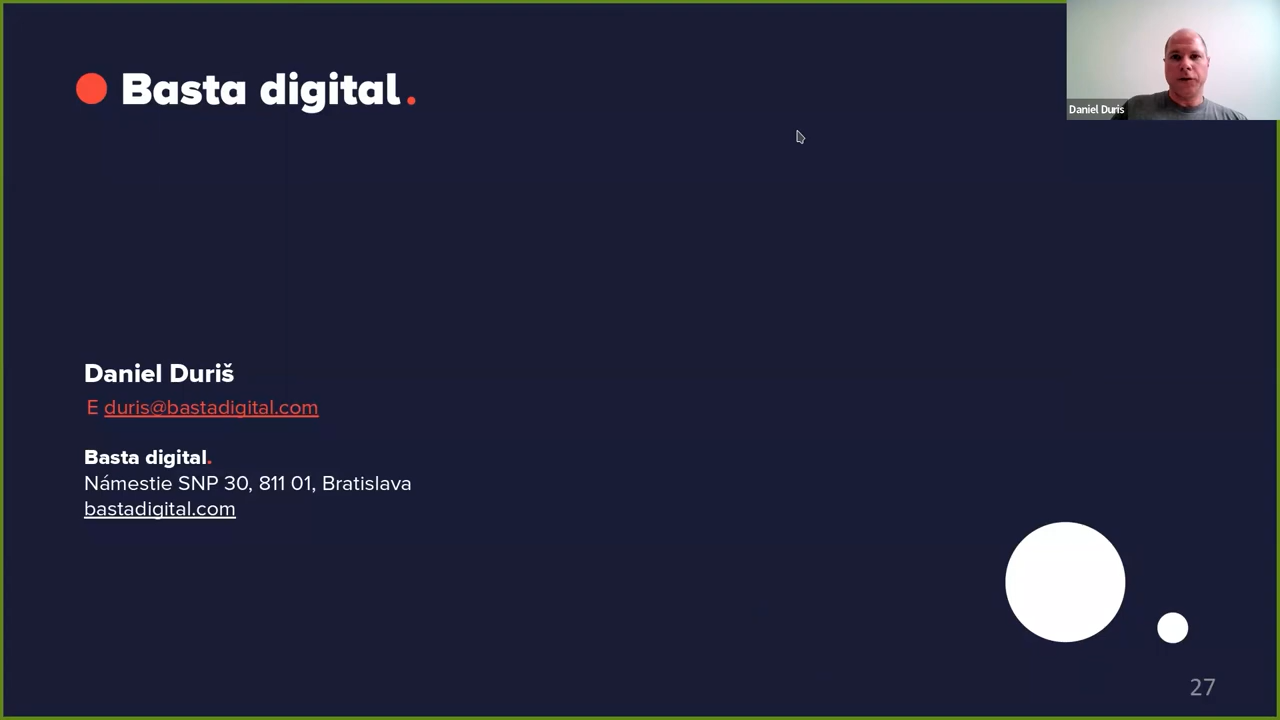 Basta digital.
Daniel Duris
Daniel Duriš
E duris@bastadigital.com
Basta digital.
Námestie SNP 30, 811 01, Bratislava
bastadigital.com
27